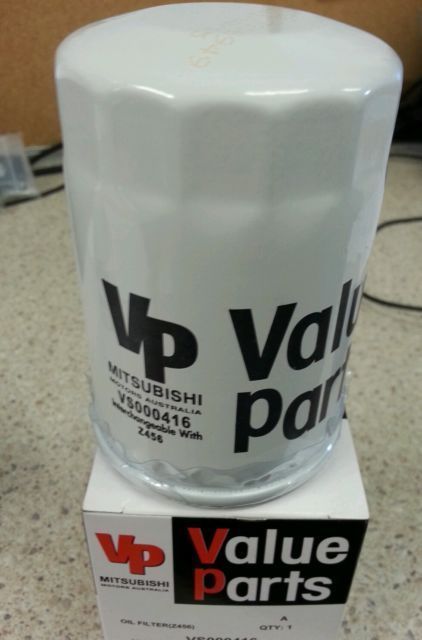 VP Value
parts
MITSUBISHI
MOTORS AUSTRALIA
VS000416
Interchangeable With
Z456
VP Value
Parts
MITSUBISHI
MOTORS AUSTRALIA
OIL FILTER(Z456)
A
QTY: 1
VS000416